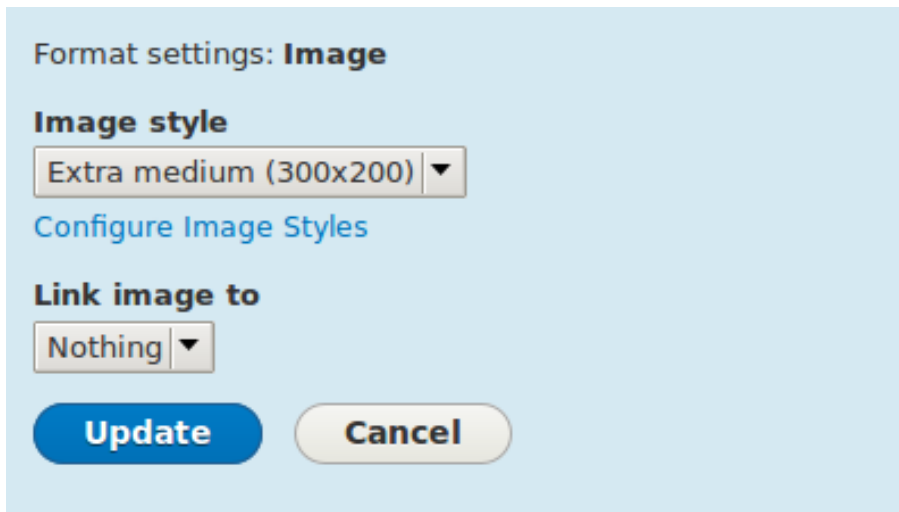 Format settings: Image
Image style
Extra medium (300x200)
Configure Image Styles
Link image to
Nothing
Update Cancel